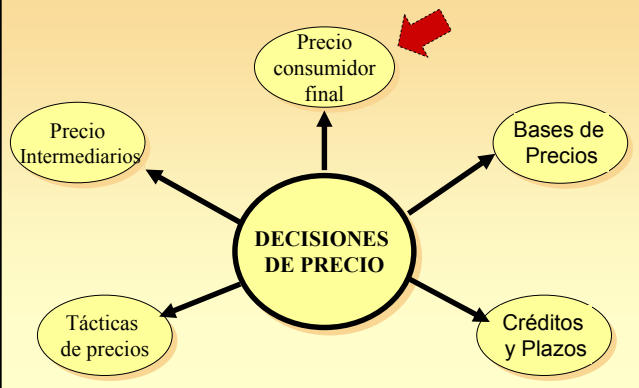 Precio
consumidor
final
Precio
Intermediarios
Bases de
Precios
DECISIONES
DE PRECIO
Tácticas
de precios
Créditos
y Plazos